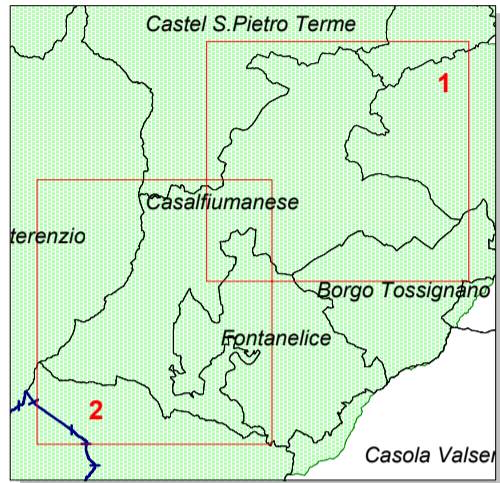 Castel S.Pietro Terme
1
Casalfiumanese
terenzio
Borgo Tossignano
Fontanelice
2
Casola Valser